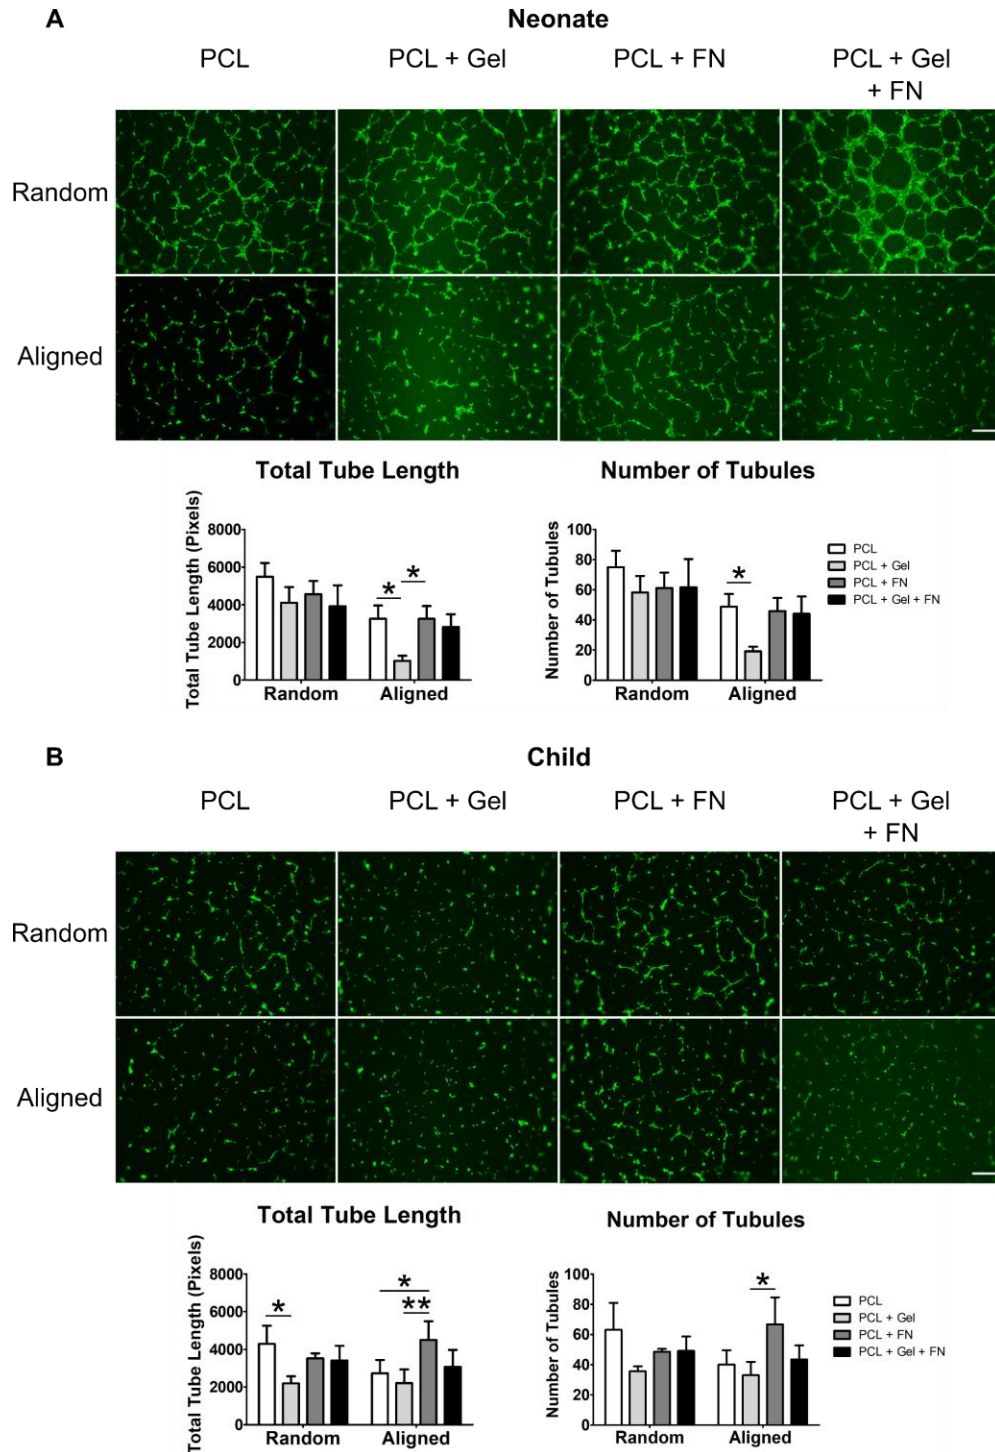 A
Neonate
PCL
PCL + Gel
PCL + FN
PCL + Gel
+ FN
Random
Aligned
Total Tube Length
Total Tube Length (Pixels)
8000
6000
4000
2000
0
*
*
Random
Aligned
Number of Tubules
Number of Tubules
100
80
60
40
20
0
*
Random
Aligned
PCL
PCL + Gel
PCL + FN
PCL + Gel + FN
B
Child
PCL
PCL + Gel
PCL + FN
PCL + Gel
+ FN
Random
Aligned
Total Tube Length
Total Tube Length (Pixels)
8000
6000
4000
2000
0
*
*
**
Random
Aligned
Number of Tubules
Number of Tubules
100
80
60
40
20
0
*
Random
Aligned
PCL
PCL + Gel
PCL + FN
PCL + Gel + FN